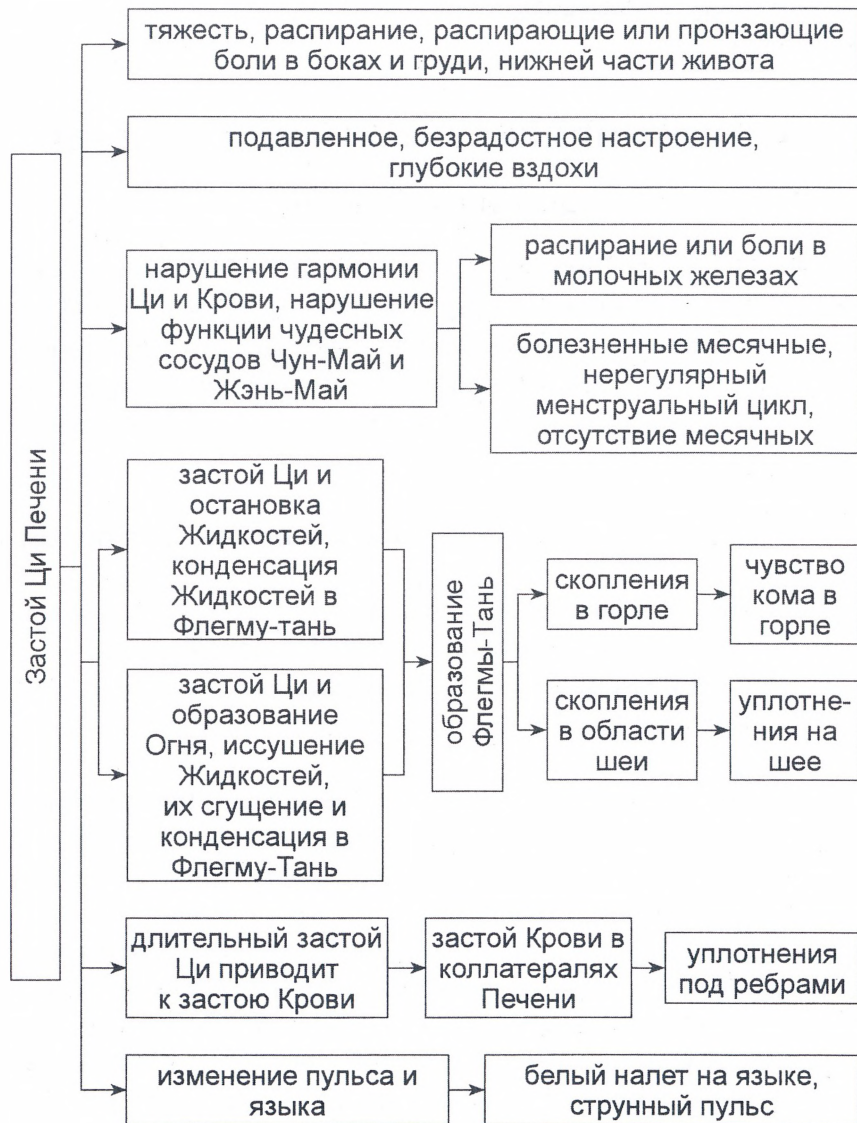 тяжесть, распирание, распирающие или пронзающие
боли в боках и груди, нижней части живота
подавленное, безрадостное настроение,
глубокие вздохи
Застой Ци Печени
нарушение гармонии
Ци и Крови, нарушение
функции чудесных
сосудов Чун-Май и
Жэнь-Май
распирание или боли в
молочных железах
болезненные месячные,
нерегулярный
менструальный цикл,
отсутствие месячных
застой Ци и
остановка
Жидкостей,
конденсация
Жидкостей в
Флегму-тань
застой Ци и
образование
Огня, иссушение
Жидкостей,
их сгущение и
конденсация в
Флегму-Тань
образование
Флегмы-Тань
скопления
в горле
чувство
кома в
горле
скопления
в области
шеи
уплотне-
ния на
шее
длительный застой
Ци приводит
к застою Крови
застой Крови в
коллатералях
Печени
уплотнения
под ребрами
изменение пульса и
языка
белый налет на языке,
струнный пульс